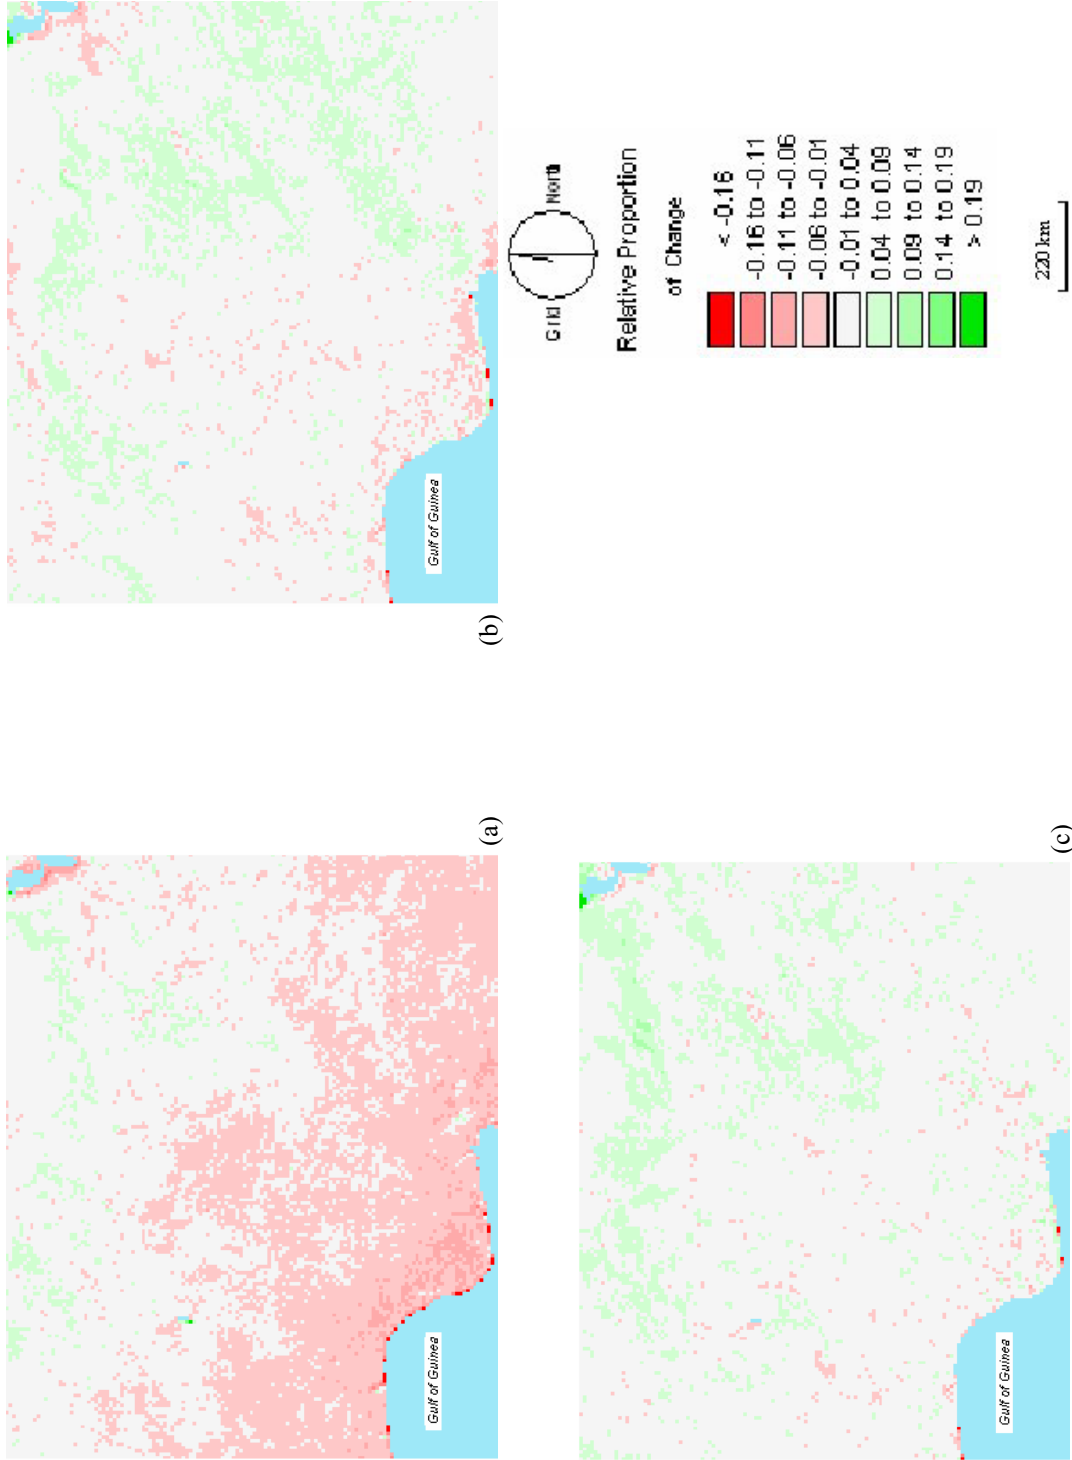 (a)
Gulf of Guinea
(b)
Gulf of Guinea
(c)
Gulf of Guinea
Grid North
Relative Proportion
of Change
< -0.16
-0.16 to -0.11
-0.11 to -0.06
-0.06 to -0.01
-0.01 to 0.04
0.04 to 0.09
0.09 to 0.14
0.14 to 0.19
> 0.19
220 km